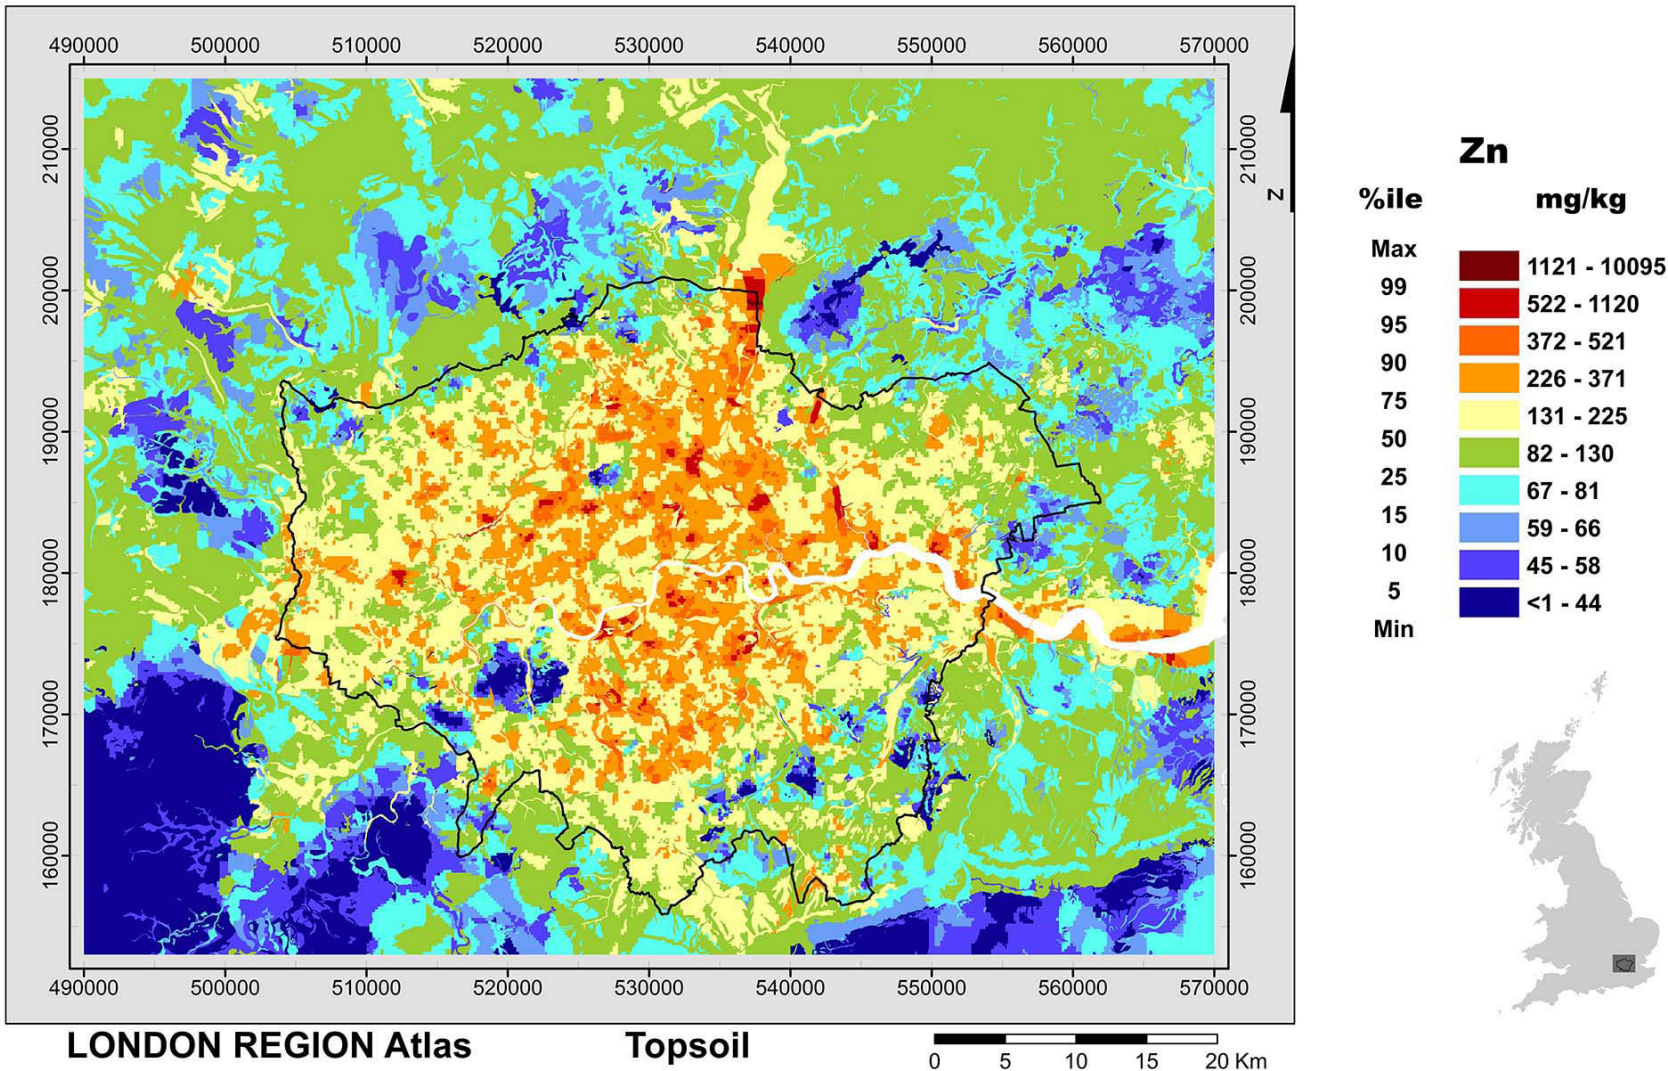 490000 500000 510000 520000 530000 540000 550000 560000 570000
210000
200000
190000
180000
170000
160000
210000
200000
190000
180000
170000
160000
490000 500000 510000 520000 530000 540000 550000 560000 570000
N
Zn
%ile mg/kg
Max
1121 - 10095
99
522 - 1120
95
372 - 521
90
226 - 371
75
131 - 225
50
82 - 130
25
67 - 81
15
59 - 66
10
45 - 58
5
<1 - 44
Min
LONDON REGION Atlas Topsoil
0 5 10 15 20 Km